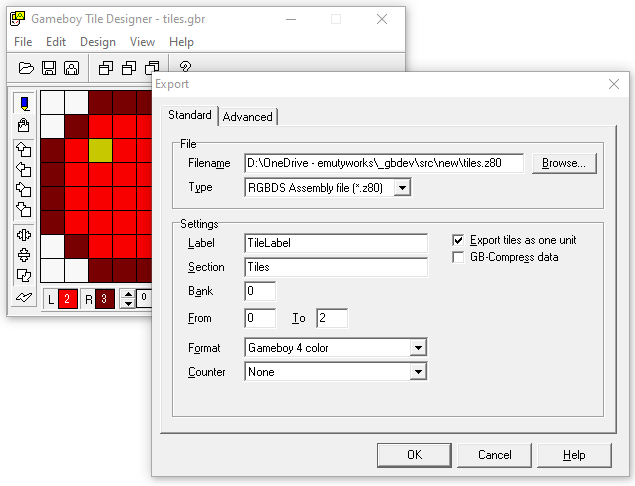 Gameboy Tile Designer - tiles.gbr
File Edit Design View Help
Export
Standard Advanced
File
Filename D:\OneDrive - emutyworks\_gbdev\src\new\tiles.z80 Browse...
Type RGBDS Assembly file (*.z80)
Settings
Label TileLabel Export tiles as one unit
Section Tiles GB-Compress data
Bank 0
From 0 To 2
Format Gameboy 4 color
Counter None
L 2 R 3 0
OK Cancel Help